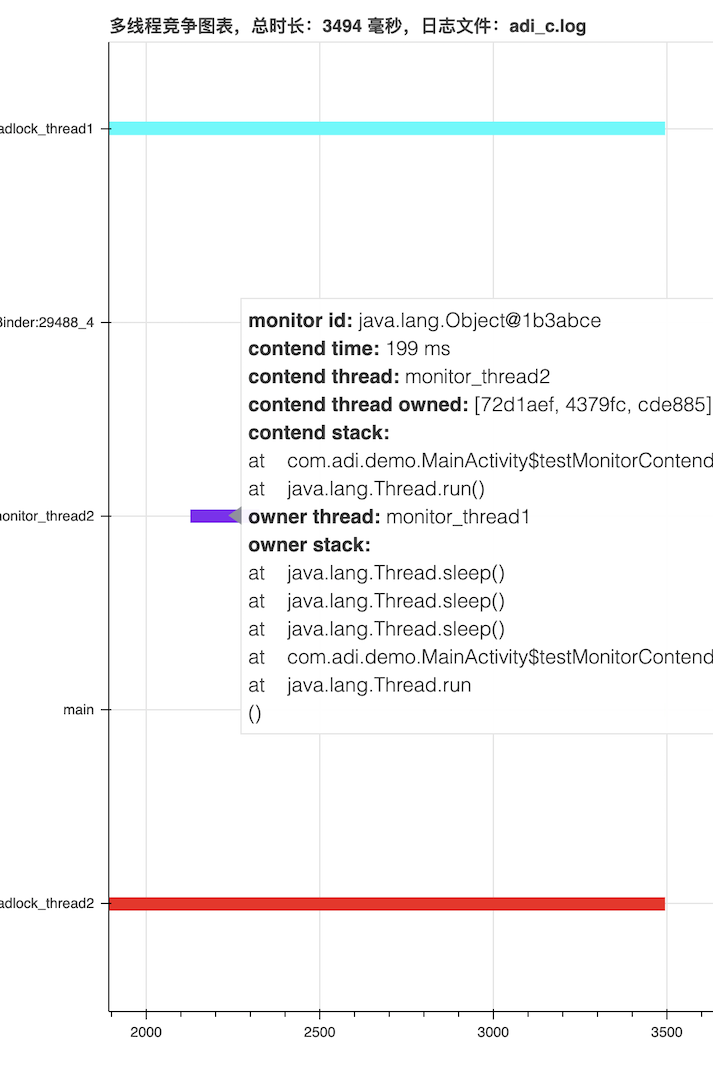 多线程竞争图表，总时长：3494 毫秒，日志文件：adi_c.log
adlock_thread1
Binder:29488_4
monitor id: java.lang.Object@1b3abce
contend time: 199 ms
contend thread: monitor_thread2
contend thread owned: [72d1aef, 4379fc, cde885]
contend stack:
at com.adi.demo.MainActivity$testMonitorContend
at java.lang.Thread.run()
onitor_thread2
owner thread: monitor_thread1
owner stack:
at java.lang.Thread.sleep()
at java.lang.Thread.sleep()
at java.lang.Thread.sleep()
at com.adi.demo.MainActivity$testMonitorContend
at java.lang.Thread.run
()
main
adlock_thread2
2000 2500 3000 3500